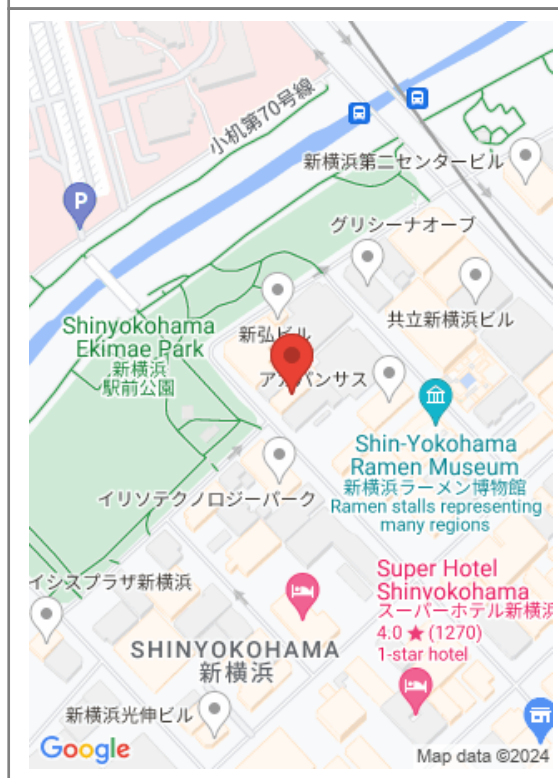 小机第70号線
新横浜第二センタービル
P
グリシーナオーブ
共立新横浜ビル
新弘ビル
Shinyokohama
Ekimae Park
新横浜
駅前公園
パンサス
Shin-Yokohama
Ramen Museum
新横浜ラーメン博物館
Ramen stalls representing
many regions
イリソテクノロジーパーク
イシスプラザ新横浜
Super Hotel
Shinyokohama
スーパーホテル新横浜
4.0 ★ (1270)
1-star hotel
SHINYOKOHAMA
新横浜
新横浜光伸ビル
Google
Map data ©2024